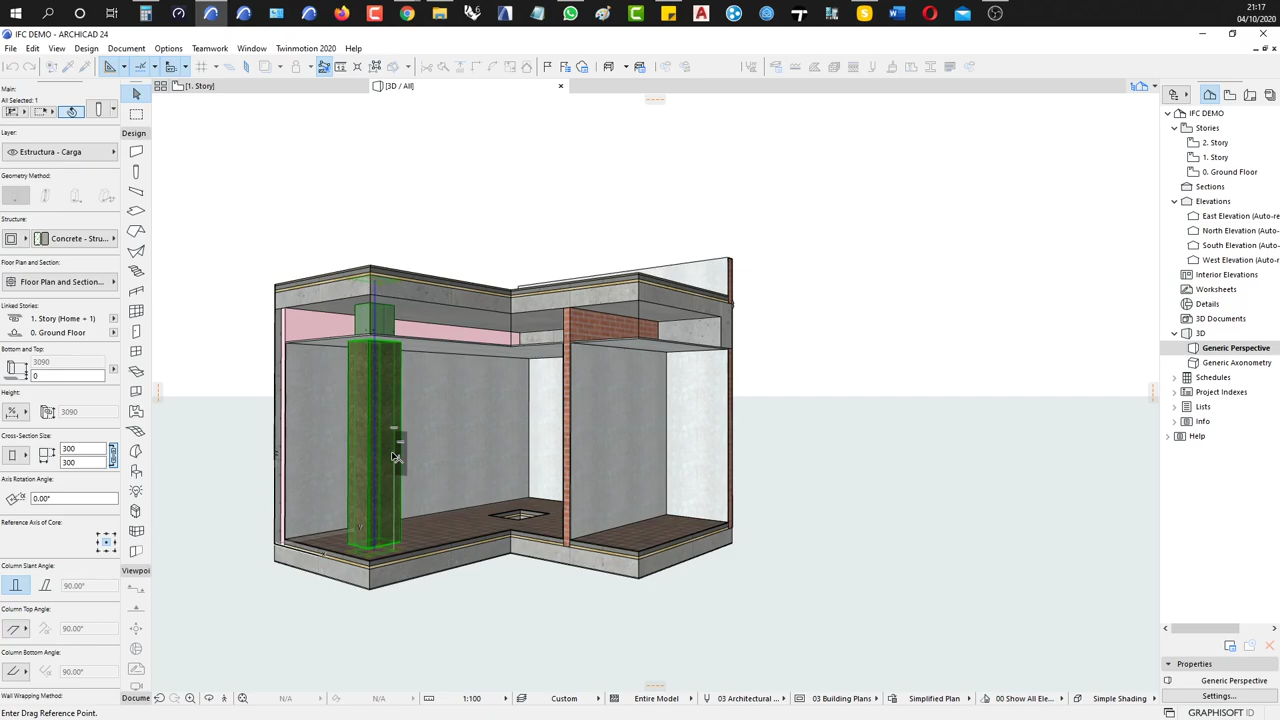 21:17
04/10/2020
IFC DEMO - ARCHICAD 24
File Edit View Design Document Options Teamwork Window Twinmotion 2020 Help
[1. Story]
[3D / All]
Main:
All Selected: 1
Layer:
Estructura - Carga
Geometry Method:
Structure:
Concrete - Stru...
Floor Plan and Section:
Floor Plan and Section...
Linked Stories:
1. Story (Home + 1)
0. Ground Floor
Bottom and Top:
3090
0
Height:
3090
Cross-Section Size:
300
300
Axis Rotation Angle:
0.00°
Reference Axis of Core:
Column Slant Angle:
90.00°
Column Top Angle:
90.00°
Column Bottom Angle:
90.00°
Wall Wrapping Method:
Design
Viewpoi
Docume
IFC DEMO
Stories
2. Story
1. Story
0. Ground Floor
Sections
Elevations
East Elevation (Auto-re
North Elevation (Auto-
South Elevation (Auto-
West Elevation (Auto-re
Interior Elevations
Worksheets
Details
3D Documents
3D
Generic Perspective
Generic Axonometry
Schedules
Project Indexes
Lists
Info
Help
Properties
Generic Perspective
Settings...
N/A
N/A
1:100
Custom
Entire Model
03 Architectural ...
03 Building Plans
Simplified Plan
00 Show All Ele...
Simple Shading
Enter Drag Reference Point.
GRAPHISOFT ID